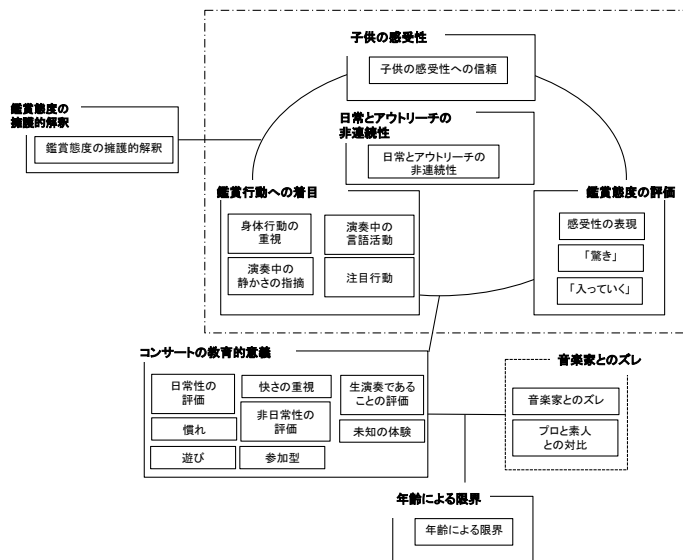 子供の感受性
子供の感受性への信頼
鑑賞態度の
擁護的解釈
鑑賞態度の擁護的解釈
日常とアウトリーチの
非連続性
日常とアウトリーチの
非連続性
鑑賞行動への着目
身体行動の
重視
演奏中の
言語活動
演奏中の
静かさの指摘
注目行動
鑑賞態度の評価
感受性の表現
「驚き」
「入っていく」
コンサートの教育的意義
日常性の
評価
快さの重視
生演奏である
ことの評価
慣れ
非日常性の
評価
未知の体験
遊び
参加型
音楽家とのズレ
音楽家とのズレ
プロと素人
との対比
年齢による限界
年齢による限界